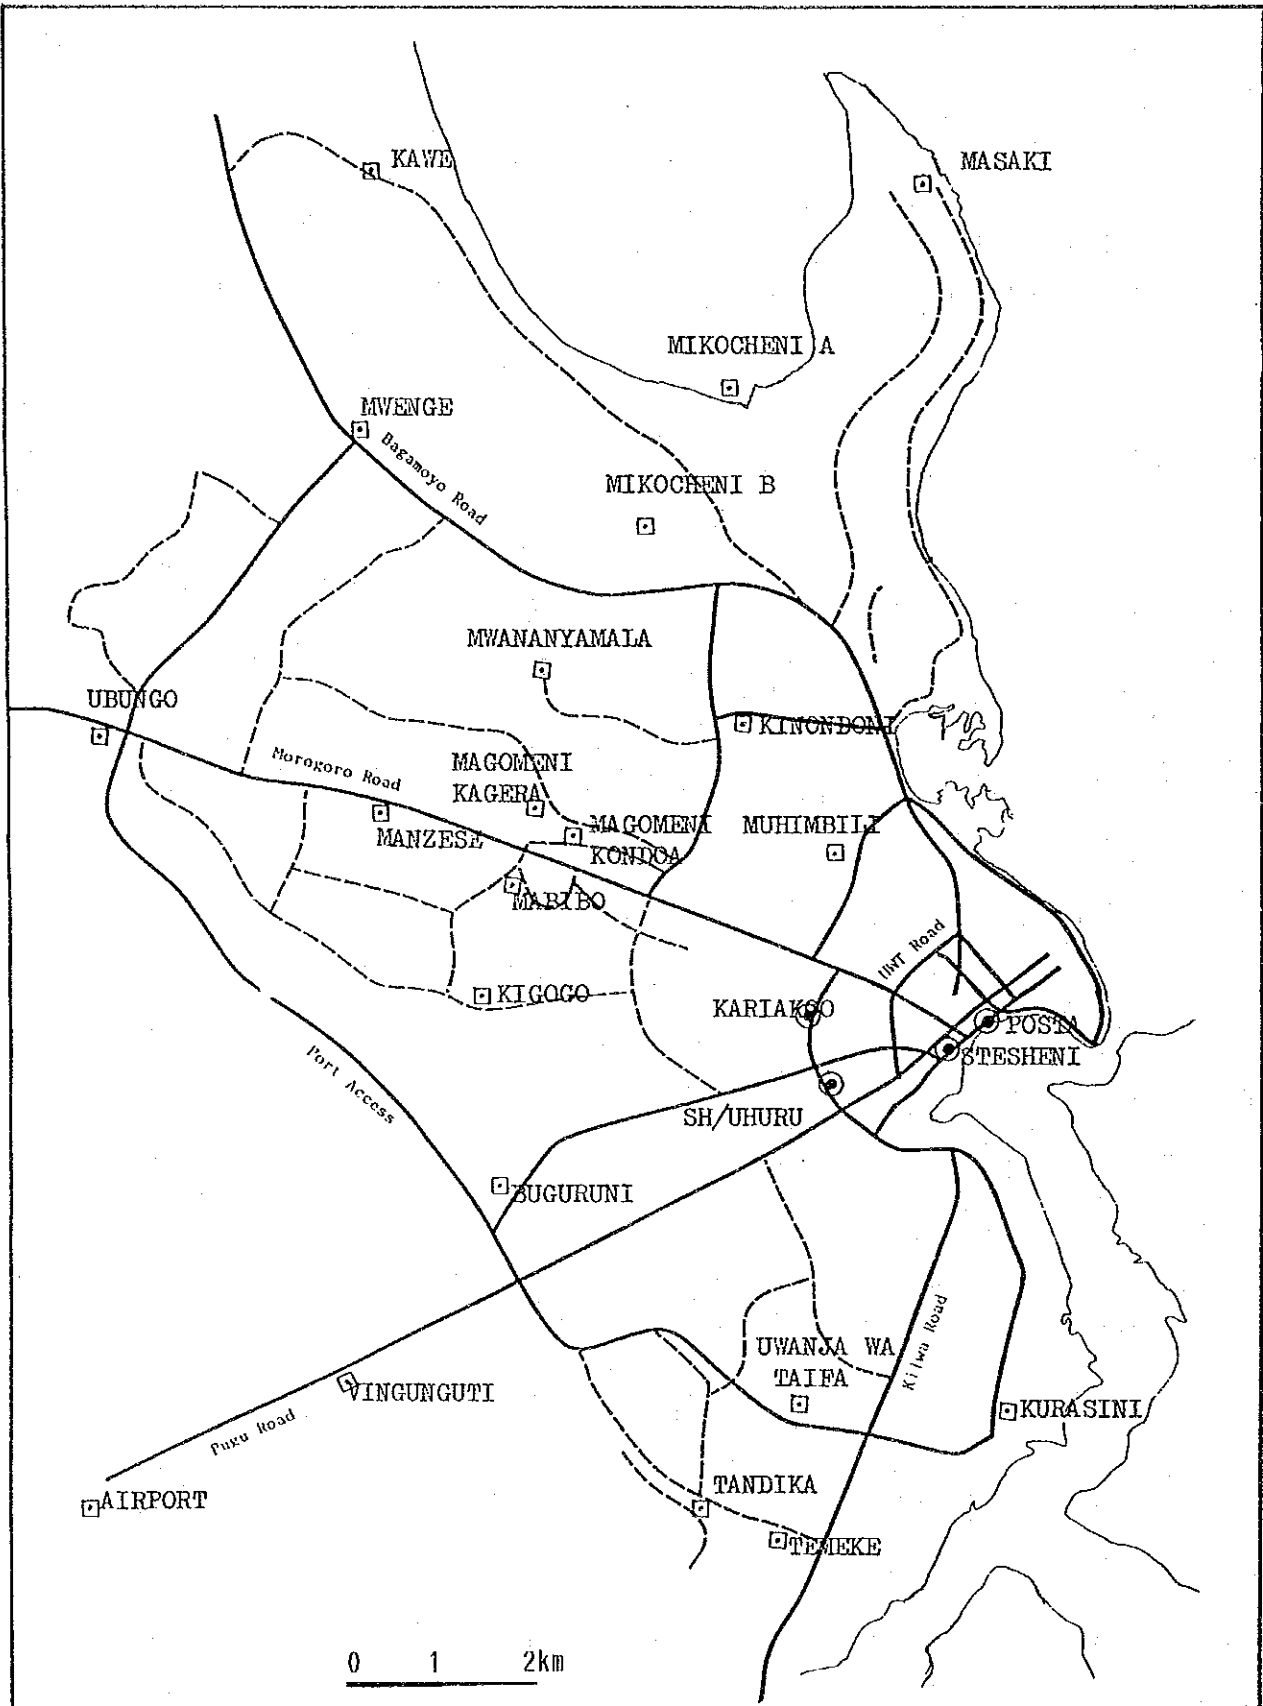 KAWE
MASAKI
MIKOCHENI A
MWENGE
Bagamoyo Road
MIKOCHENI B
MWANANYAMALA
UBUNGO
KINONDONI
Morogoro Road
MAGOMENI
KAGERA
MANZESE
MAGOMENI
KONDOA
MUHIMBILI
MABIBO
UWT Road
KIGOGO
KARIAKOO
POSTA
STESHENI
Port Access
SH/UHURU
BUGURUNI
Kilwa Road
UWANJA WA
TAIFA
VINGUNGUTI
KURASINI
Pugu Road
AIRPORT
TANDIKA
TEMEKE
0 1 2km